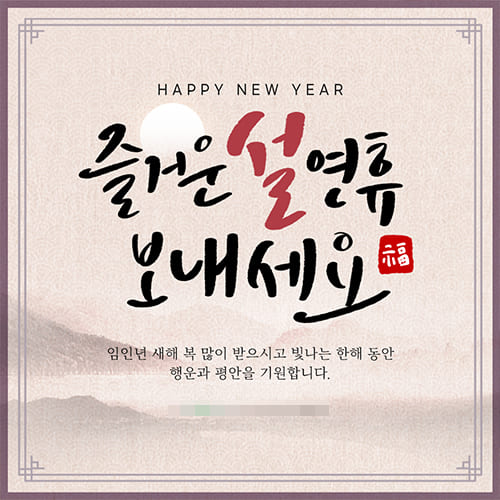 HAPPY NEW YEAR
즐거운 설 연휴
보내세요 福
임인년 새해 복 많이 받으시고 빛나는 한해 동안
행운과 평안을 기원합니다.